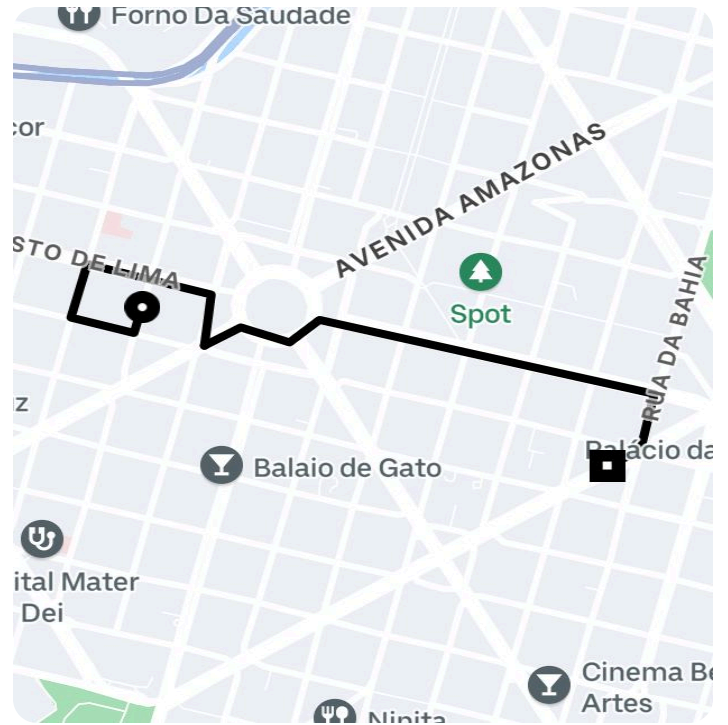 Forno Da Saudade
cor
AVENIDA AMAZONAS
STO DE LIMA
Spot
RUA DA BAHIA
z
Palácio da
Balaio de Gato
ital Mater
Dei
Cinema Be
Artes
Ninita